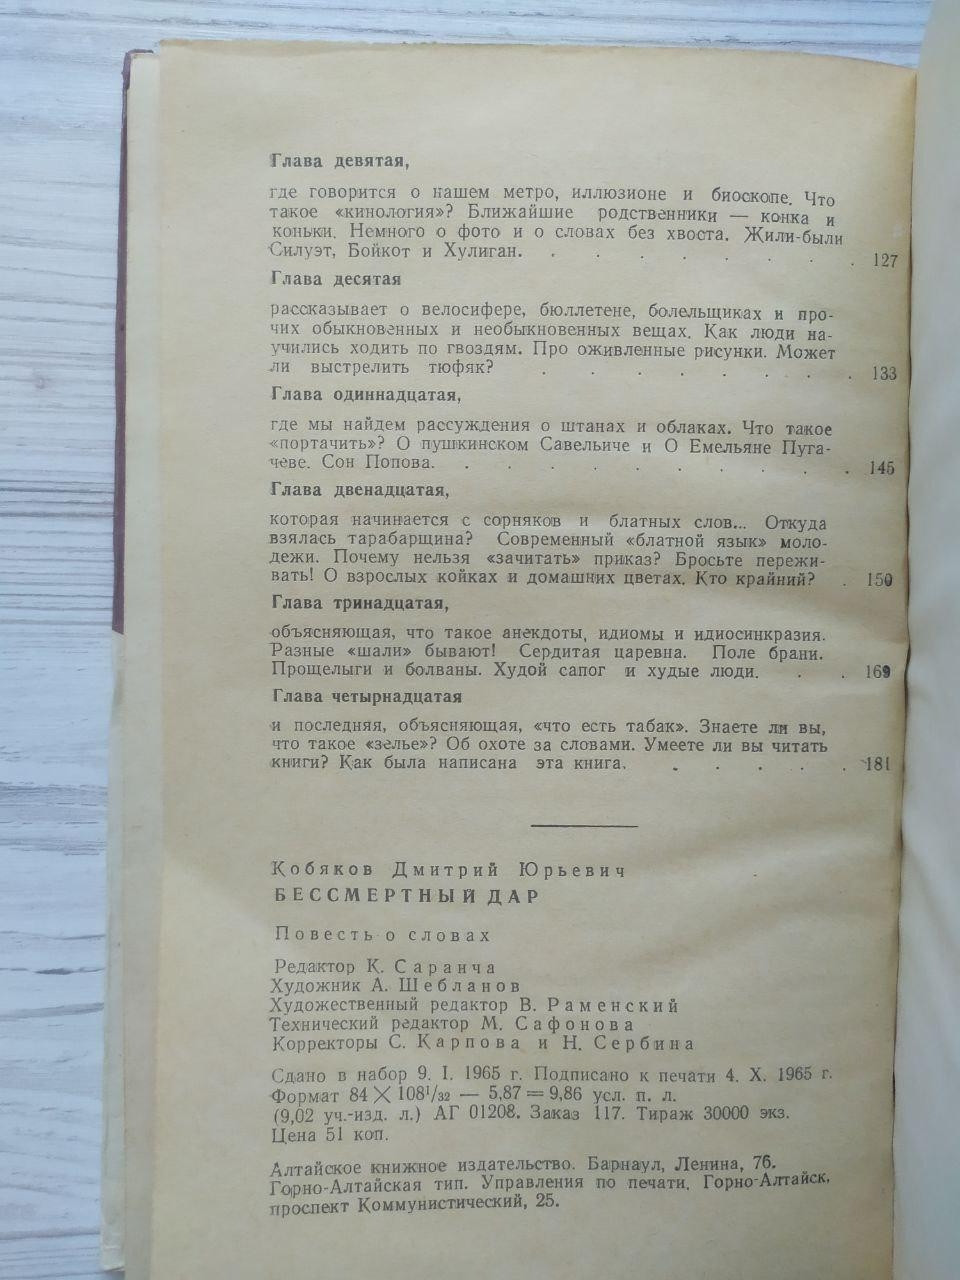 Глава девятая,
где говорится о нашем метро, иллюзионе и биоскопе. Что
такое «кинология»? Ближайшие родственники — конка и
коньки. Немного о фото и о словах без хвоста. Жили-были
Силуэт, Бойкот и Хулиган. . . . . . . . . 127
Глава десятая
рассказывает о велосифере, бюллетене, болельщиках и про-
чих обыкновенных и необыкновенных вещах. Как люди на-
учились ходить по гвоздям. Про оживленные рисунки. Может
ли выстрелить тюфяк? . . . . . . . . 133
Глава одиннадцатая,
где мы найдем рассуждения о штанах и облаках. Что такое
«портачить»? О пушкинском Савельиче и О Емельяне Пуга-
чеве. Сон Попова. . . . . . . . . . . 145
Глава двенадцатая,
которая начинается с сорняков и блатных слов... Откуда
взялась тарабарщина? Современный «блатной язык» моло-
дежи. Почему нельзя «зачитать» приказ? Бросьте пережи-
вать! О взрослых койках и домашних цветах. Кто крайний? . 150
Глава тринадцатая,
объясняющая, что такое анекдоты, идиомы и идиосинкразия.
Разные «шали» бывают! Сердитая царевна. Поле брани.
Прощелыги и болваны. Худой сапог и худые люди. . . 169
Глава четырнадцатая
и последняя, объясняющая, «что есть табак». Знаете ли вы,
что такое «зелье»? Об охоте за словами. Умеете ли вы читать
книги? Как была написана эта книга. . . . . . 181
Кобяков Дмитрий Юрьевич
БЕССМЕРТНЫЙ ДАР
Повесть о словах
Редактор К. Саранча
Художник А. Шебланов
Художественный редактор В. Раменский
Технический редактор М. Сафонова
Корректоры С. Карпова и Н. Сербина
Сдано в набор 9. I. 1965 г. Подписано к печати 4. X. 1965 г.
Формат 84 × 108¹/₃₂ — 5,87 = 9,86 усл. п. л.
(9,02 уч.-изд. л.) АГ 01208. Заказ 117. Тираж 30000 экз.
Цена 51 коп.
Алтайское книжное издательство. Барнаул, Ленина, 76.
Горно-Алтайская тип. Управления по печати. Горно-Алтайск,
проспект Коммунистический, 25.